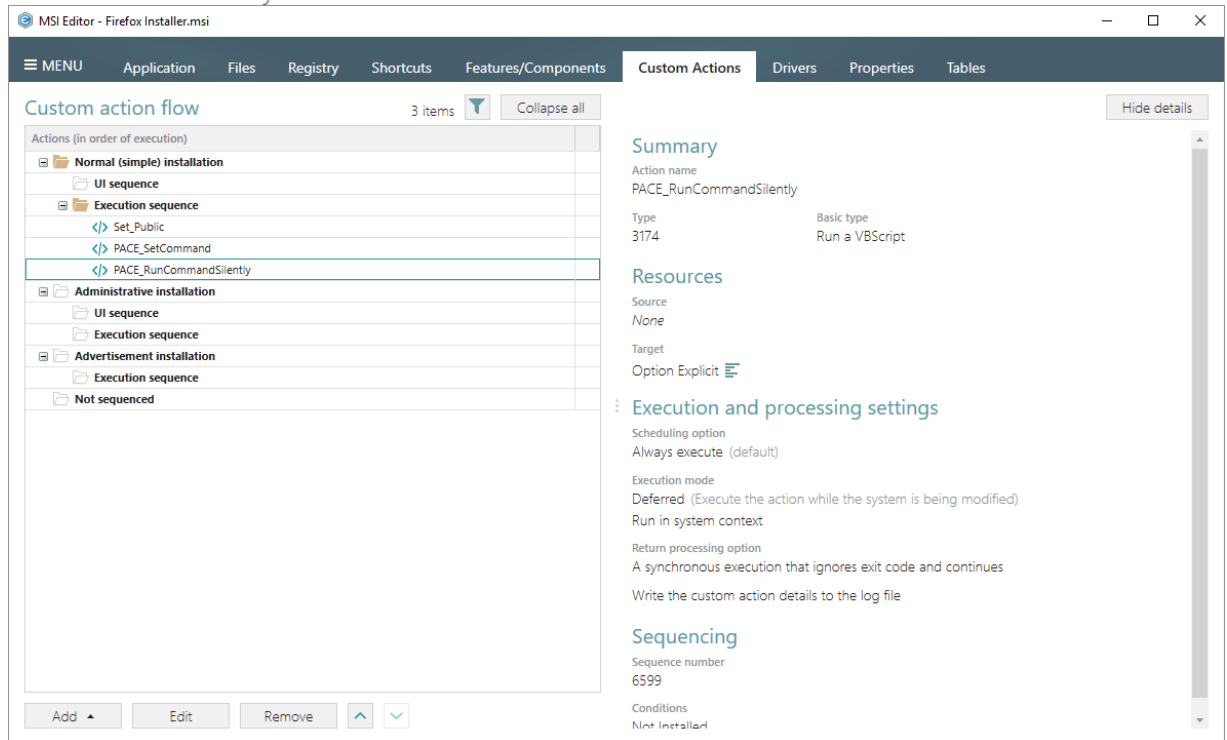 MSI Editor - Firefox Installer.msi
MENU Application Files Registry Shortcuts Features/Components Custom Actions Drivers Properties Tables
Custom action flow 3 items Collapse all Hide details
Actions (in order of execution)
Normal (simple) installation
UI sequence
Execution sequence
</> Set_Public
</> PACE_SetCommand
</> PACE_RunCommandSilently
Administrative installation
UI sequence
Execution sequence
Advertisement installation
Execution sequence
Not sequenced
Add Edit Remove
Summary
Action name
PACE_RunCommandSilently
Type Basic type
3174 Run a VBScript
Resources
Source
None
Target
Option Explicit
Execution and processing settings
Scheduling option
Always execute (default)
Execution mode
Deferred (Execute the action while the system is being modified)
Run in system context
Return processing option
A synchronous execution that ignores exit code and continues
Write the custom action details to the log file
Sequencing
Sequence number
6599
Conditions
Not Installed